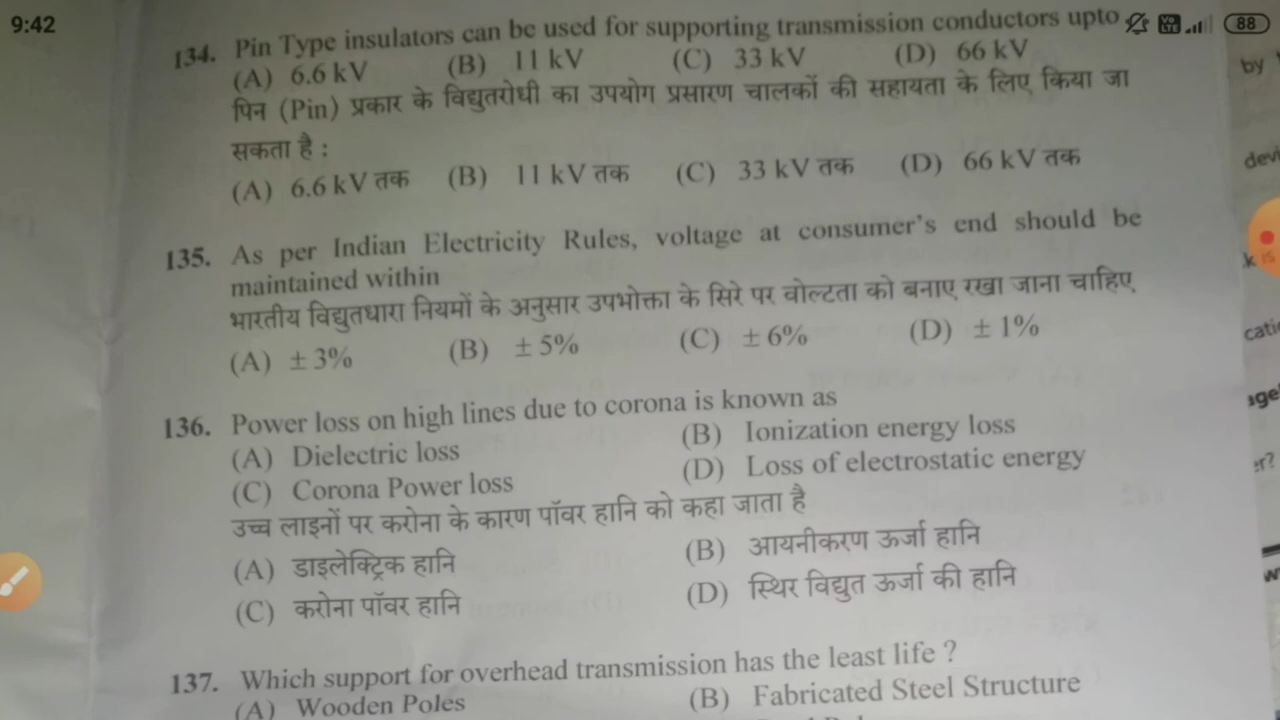 9:42
88
134. Pin Type insulators can be used for supporting transmission conductors upto
(A) 6.6 kV (B) 11 kV (C) 33 kV (D) 66 kV
पिन (Pin) प्रकार के विद्युतरोधी का उपयोग प्रसारण चालकों की सहायता के लिए किया जा
सकता है :
(A) 6.6 kV तक (B) 11 kV तक (C) 33 kV तक (D) 66 kV तक
135. As per Indian Electricity Rules, voltage at consumer's end should be
maintained within
भारतीय विद्युतधारा नियमों के अनुसार उपभोक्ता के सिरे पर वोल्टता को बनाए रखा जाना चाहिए
(A) ± 3% (B) ± 5% (C) ± 6% (D) ± 1%
136. Power loss on high lines due to corona is known as
(A) Dielectric loss (B) Ionization energy loss
(C) Corona Power loss (D) Loss of electrostatic energy
उच्च लाइनों पर करोना के कारण पॉवर हानि को कहा जाता है
(A) डाइलेक्ट्रिक हानि (B) आयनीकरण ऊर्जा हानि
(C) करोना पॉवर हानि (D) स्थिर विद्युत ऊर्जा की हानि
137. Which support for overhead transmission has the least life ?
(A) Wooden Poles (B) Fabricated Steel Structure
by